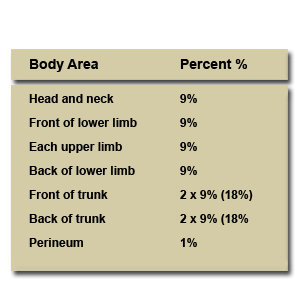 Body Area Percent %
Head and neck 9%
Front of lower limb 9%
Each upper limb 9%
Back of lower limb 9%
Front of trunk 2 x 9% (18%)
Back of trunk 2 x 9% (18%
Perineum 1%